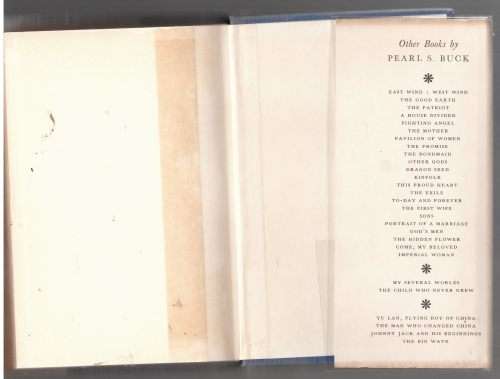 Other Books by
PEARL S. BUCK
EAST WIND : WEST WIND
THE GOOD EARTH
THE PATRIOT
A HOUSE DIVIDED
FIGHTING ANGEL
THE MOTHER
PAVILION OF WOMEN
THE PROMISE
THE BONDMAID
OTHER GODS
DRAGON SEED
KINFOLK
THIS PROUD HEART
THE EXILE
TO-DAY AND FOREVER
THE FIRST WIFE
SONS
PORTRAIT OF A MARRIAGE
GOD'S MEN
THE HIDDEN FLOWER
COME, MY BELOVED
IMPERIAL WOMAN
MY SEVERAL WORLDS
THE CHILD WHO NEVER GREW
YU LAN, FLYING BOY OF CHINA
THE MAN WHO CHANGED CHINA
JOHNNY JACK AND HIS BEGINNINGS
THE BIG WAVE